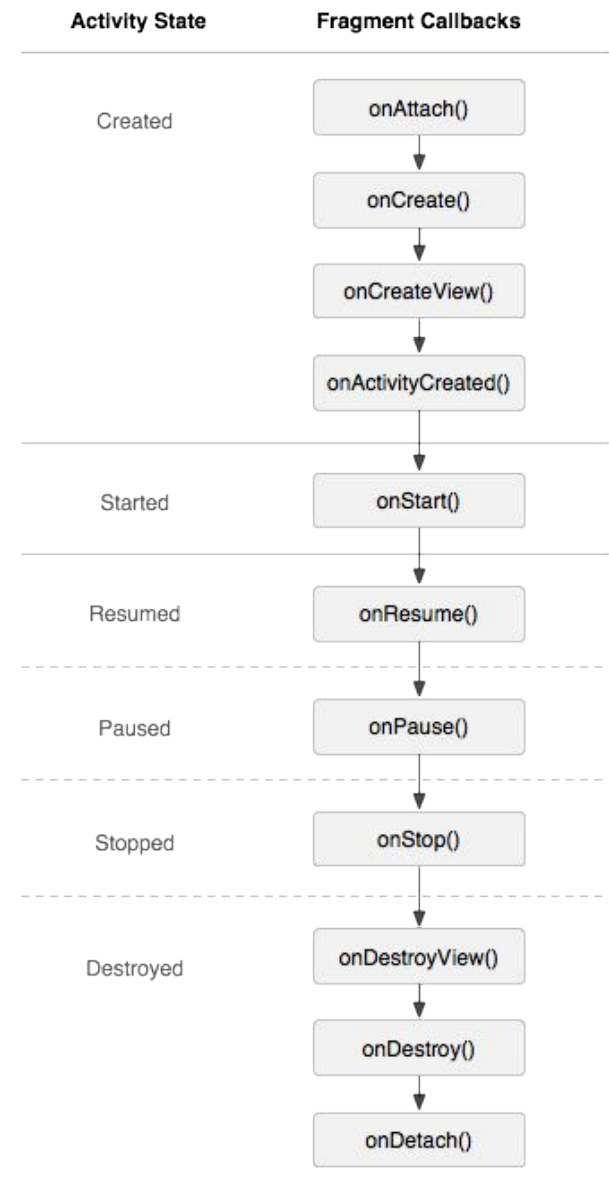 Activity State Fragment Callbacks
Created
onAttach()
onCreate()
onCreateView()
onActivityCreated()
Started onStart()
Resumed onResume()
Paused onPause()
Stopped onStop()
Destroyed
onDestroyView()
onDestroy()
onDetach()